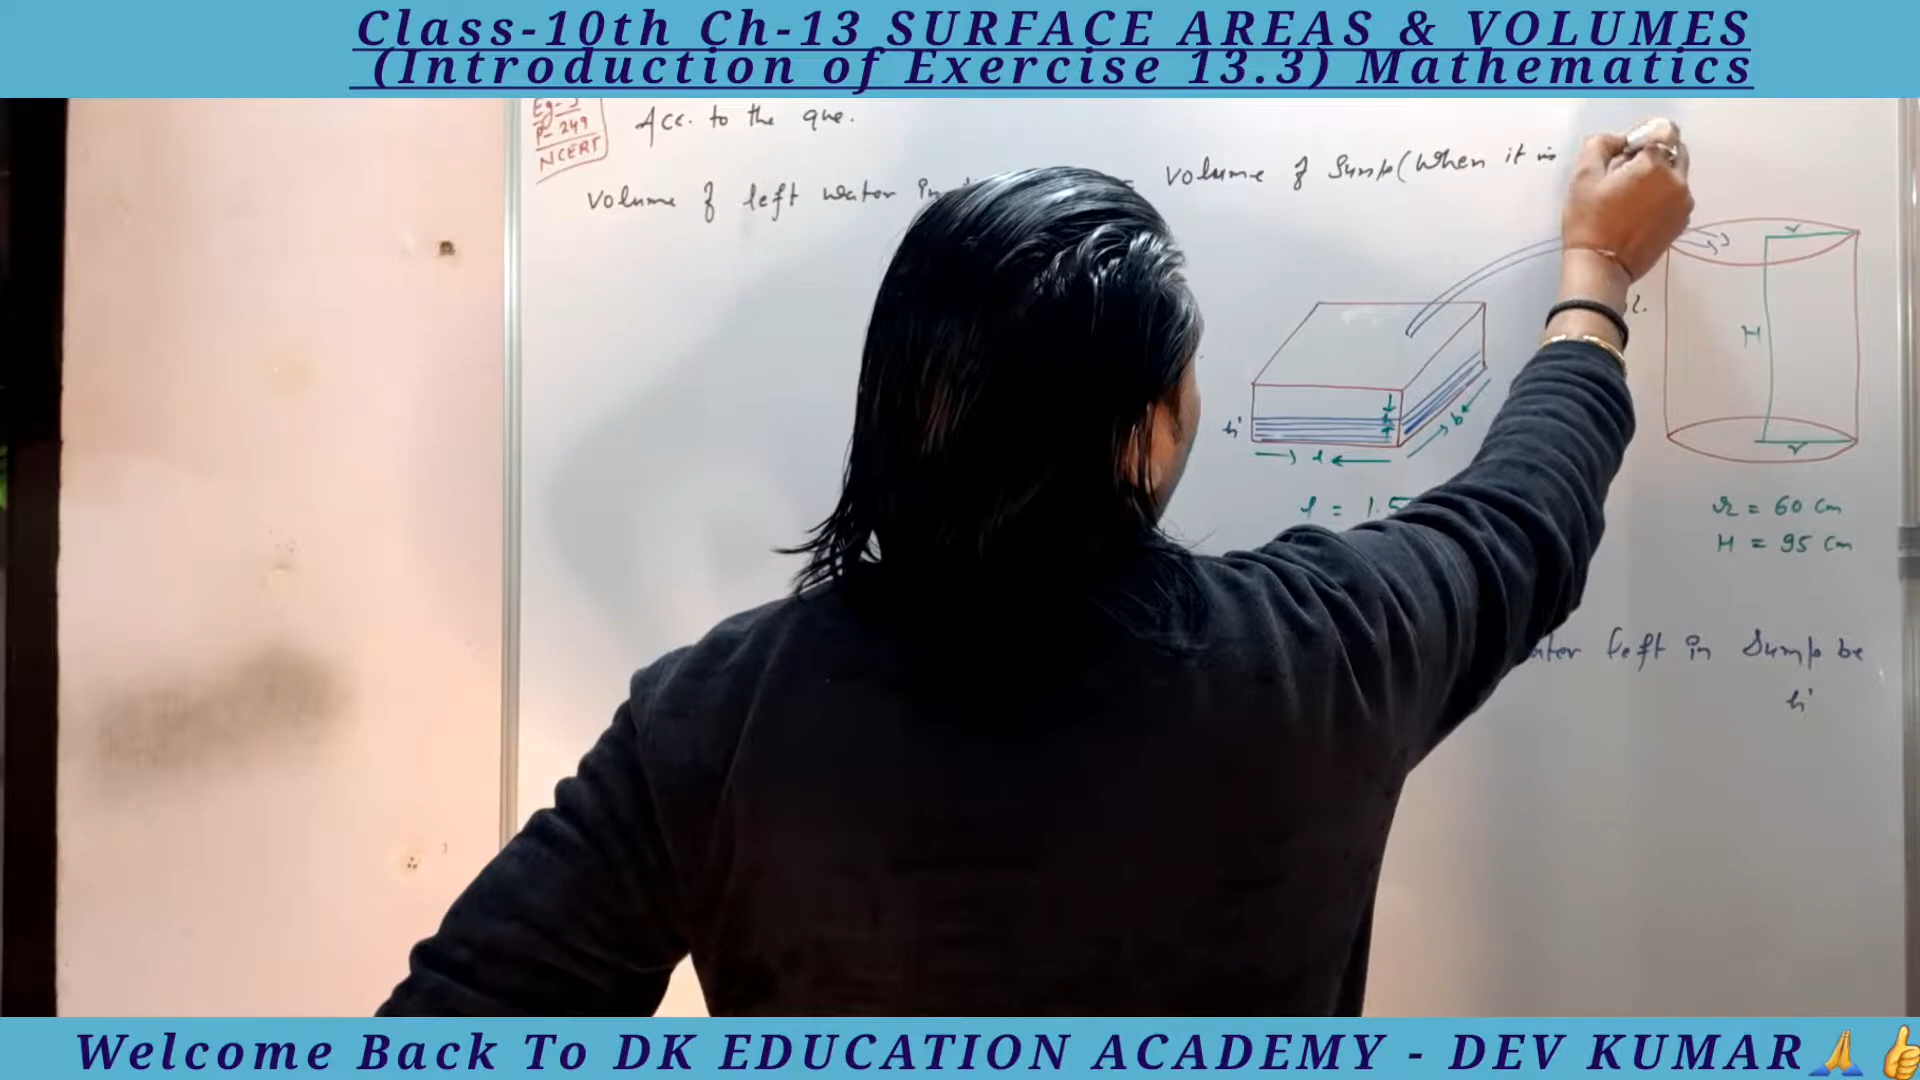 Class-10th Ch-13 SURFACE AREAS & VOLUMES
(Introduction of Exercise 13.3) Mathematics
Eg-
P-249
NCERT
Acc. to the que.
Volume of left water in
= Volume of Sump (When it is
H
h'
l
b
r
r
l = 1.5
r = 60 cm
H = 95 cm
water left in Sump be
h'
Welcome Back To DK EDUCATION ACADEMY - DEV KUMAR🙏👍